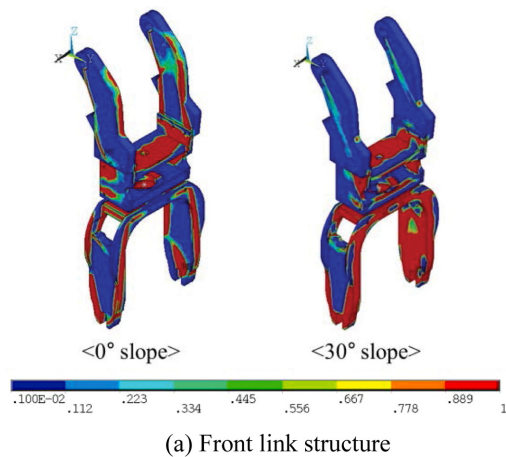 Z
X
Z
X
<0° slope>
<30° slope>
.100E-02 .223 .445 .667 .889
.112 .334 .556 .778 1
(a) Front link structure